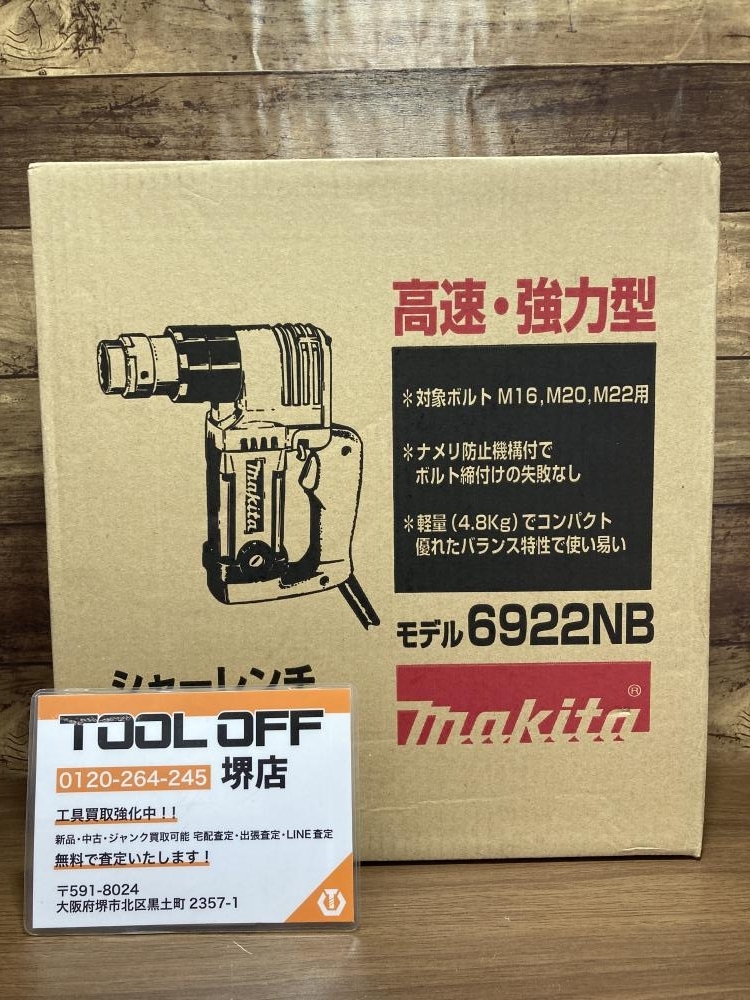 高速・強力型
＊対象ボルト M16,M20,M22用
＊ナメリ防止機構付で
ボルト締付けの失敗なし
＊軽量(4.8Kg)でコンパクト
優れたバランス特性で使い易い
makita
モデル6922NB
シャーレンチ
makita®
TOOL OFF
0120-264-245 堺店
工具買取強化中！！
新品・中古・ジャンク買取可能 宅配査定・出張査定・LINE査定
無料で査定いたします！
〒591-8024
大阪府堺市北区黒土町 2357-1